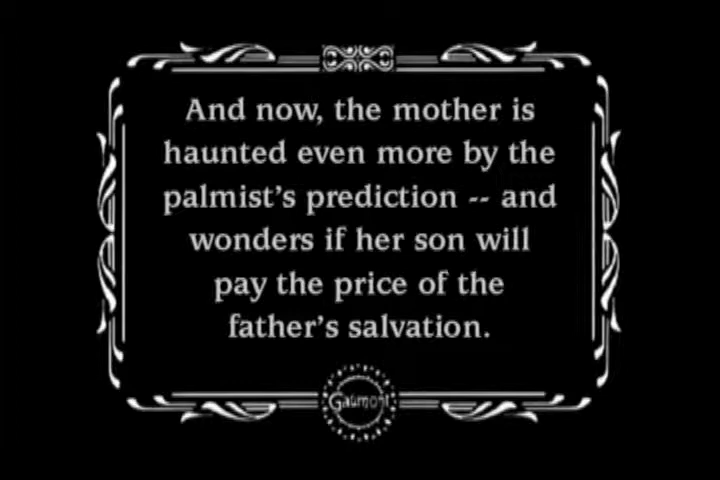 And now, the mother is
haunted even more by the
palmist's prediction -- and
wonders if her son will
pay the price of the
father's salvation.
Gaumont